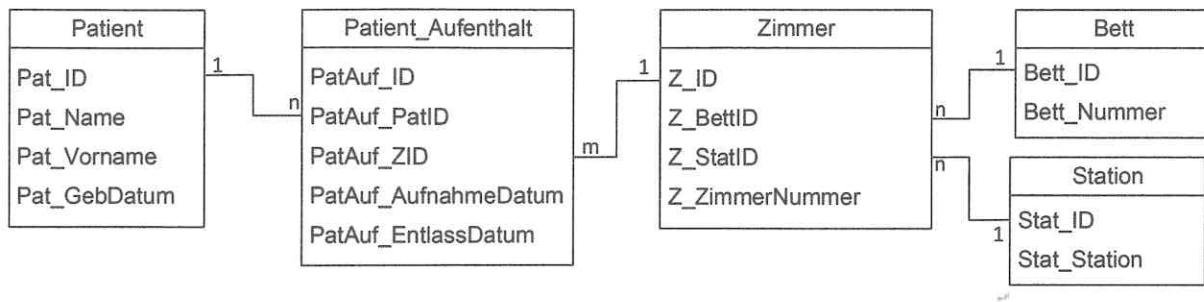 Patient
Pat_ID
Pat_Name
Pat_Vorname
Pat_GebDatum
1
n
Patient_Aufenthalt
PatAuf_ID
PatAuf_PatID
PatAuf_ZID
PatAuf_AufnahmeDatum
PatAuf_EntlassDatum
m
1
Zimmer
Z_ID
Z_BettID
Z_StatID
Z_ZimmerNummer
n
1
n
1
Bett
Bett_ID
Bett_Nummer
Station
Stat_ID
Stat_Station